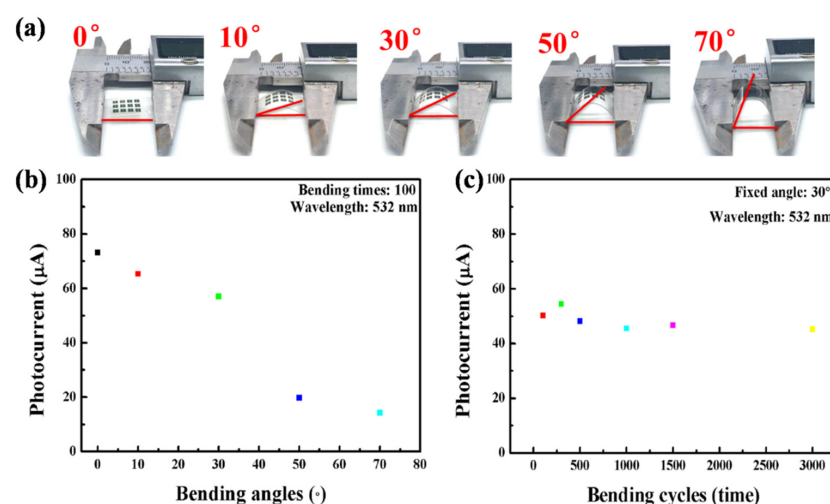 (a)
0°
10°
30°
50°
70°
(b)
100
80
60
40
20
0
Photocurrent (μA)
Bending times: 100
Wavelength: 532 nm
0 10 20 30 40 50 60 70 80
Bending angles (·)
(c)
100
80
60
40
20
0
Photocurrent (μA)
Fixed angle: 30°
Wavelength: 532 nm
0 500 1000 1500 2000 2500 3000
Bending cycles (time)